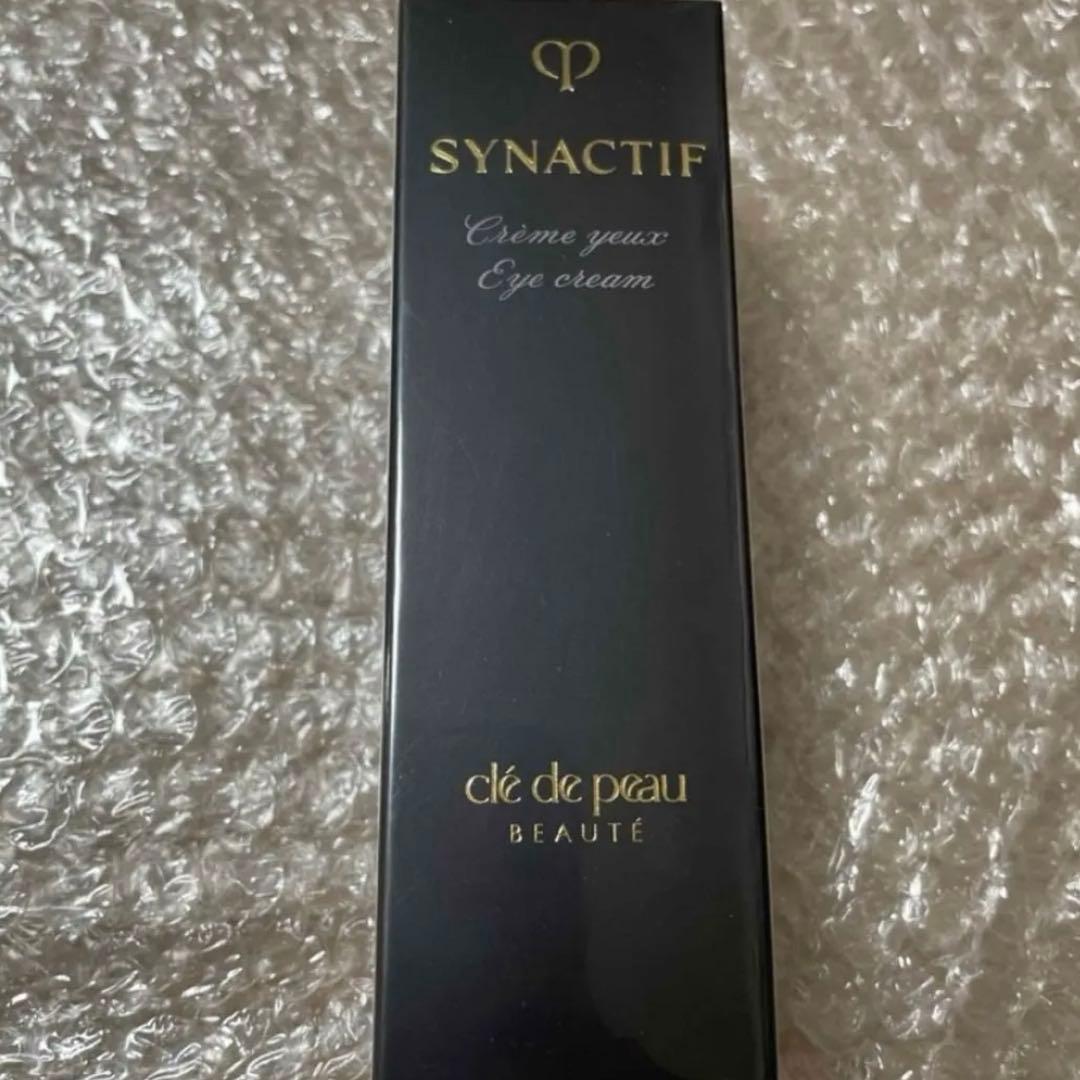 SYNACTIF
Crème yeux
Eye cream
clé de peau
BEAUTÉ